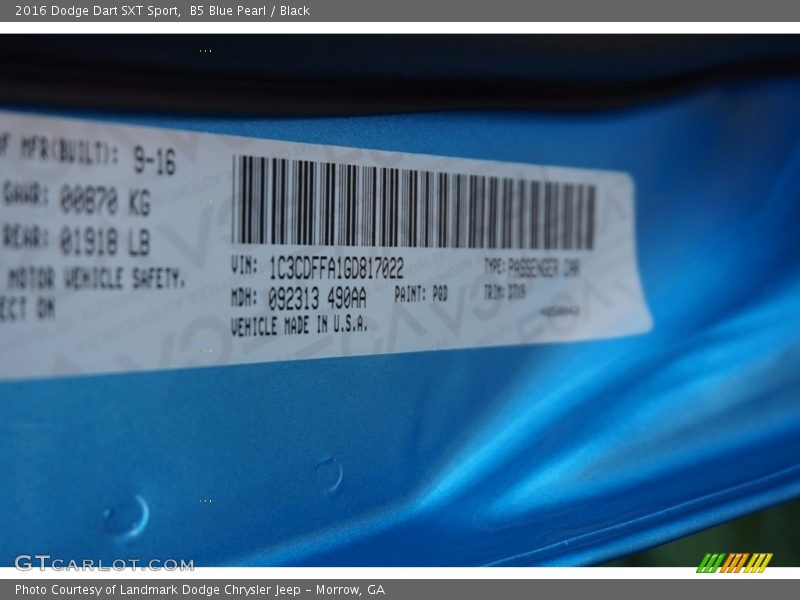 2016 Dodge Dart SXT Sport, B5 Blue Pearl / Black
OF MFR(BUILT): 9-16
GAWR: 00870 KG
REAR: 01918 LB
MOTOR VEHICLE SAFETY,
ECT ON
VIN: 1C3CDFFA1GD817022
TYPE: PASSENGER CAR
MDH: 092313 490AA PAINT: PQD
TRIM:
VEHICLE MADE IN U.S.A.
GTCARLOT.COM
Photo Courtesy of Landmark Dodge Chrysler Jeep – Morrow, GA